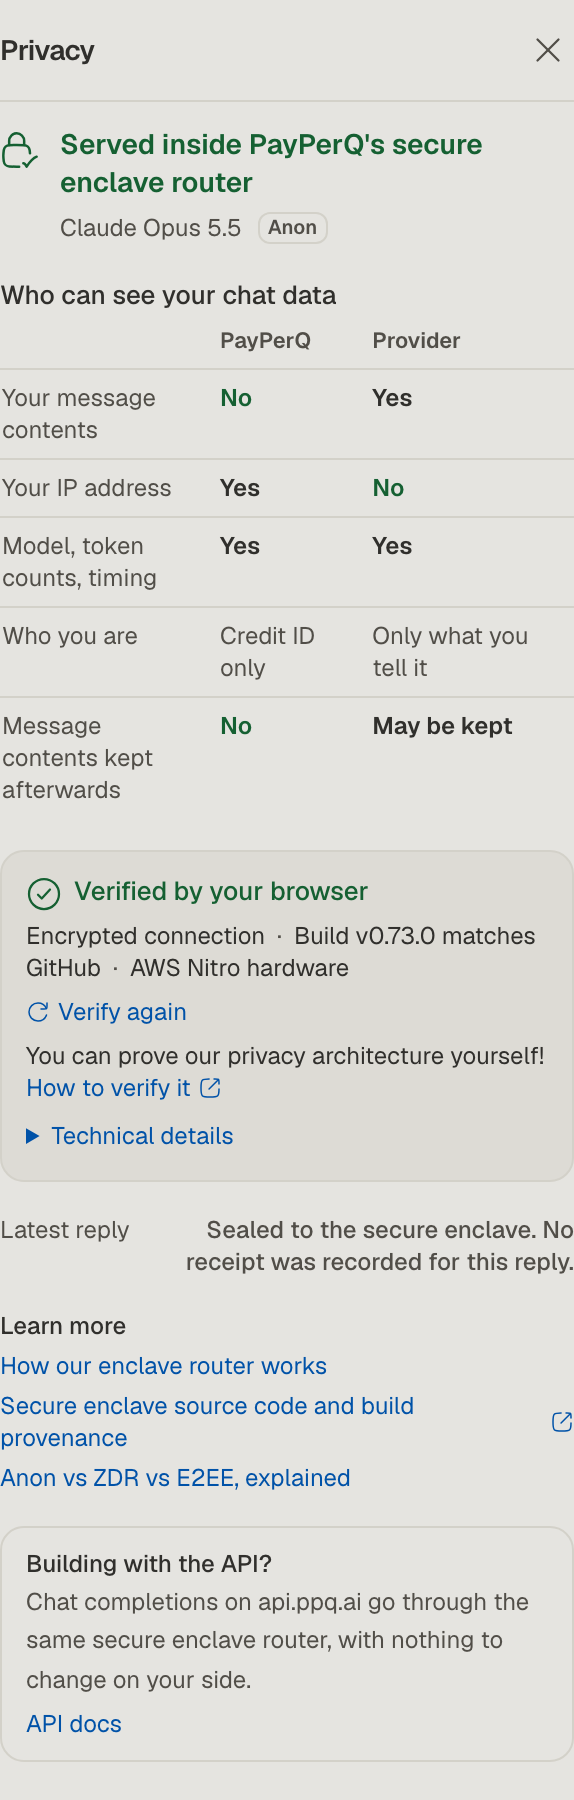 Privacy
Served inside PayPerQ's secure
enclave router
Claude Opus 5.5 Anon
Who can see your chat data
PayPerQ Provider
Your message No Yes
contents
Your IP address Yes No
Model, token Yes Yes
counts, timing
Who you are Credit ID Only what you
only tell it
Message No May be kept
contents kept
afterwards
Verified by your browser
Encrypted connection · Build v0.73.0 matches
GitHub · AWS Nitro hardware
Verify again
You can prove our privacy architecture yourself!
How to verify it
Technical details
Latest reply Sealed to the secure enclave. No
receipt was recorded for this reply.
Learn more
How our enclave router works
Secure enclave source code and build
provenance
Anon vs ZDR vs E2EE, explained
Building with the API?
Chat completions on api.ppq.ai go through the
same secure enclave router, with nothing to
change on your side.
API docs